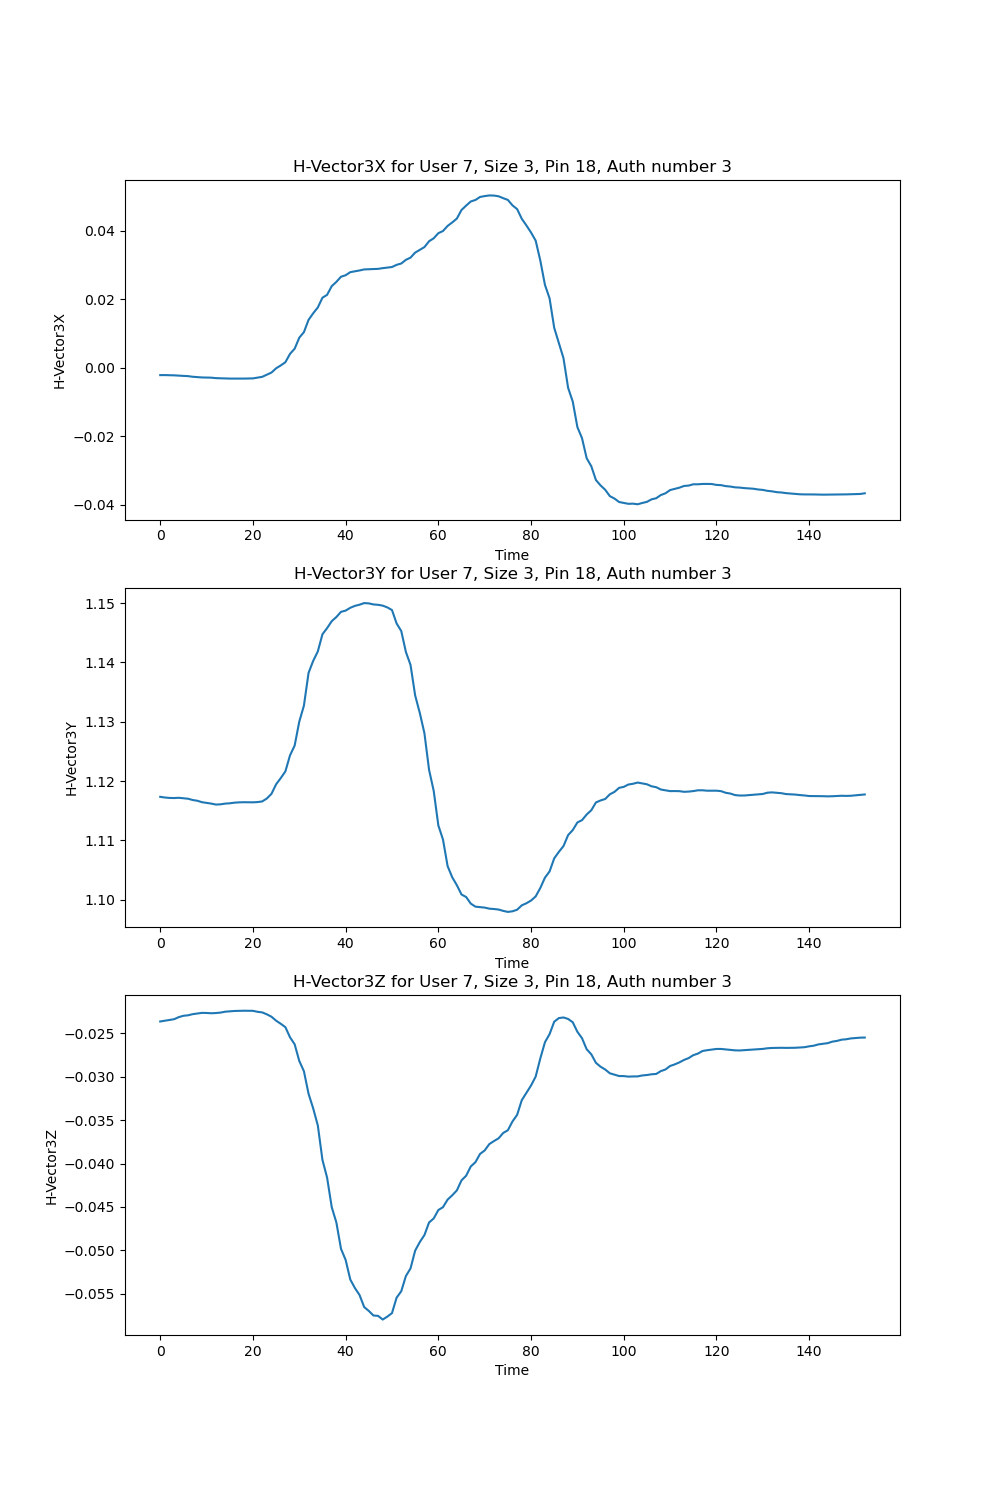 H-Vector3X for User 7, Size 3, Pin 18, Auth number 3
0.04
0.02
0.00
−0.02
−0.04
H-Vector3X
0 20 40 60 80 100 120 140
Time
H-Vector3Y for User 7, Size 3, Pin 18, Auth number 3
1.15
1.14
1.13
1.12
1.11
1.10
H-Vector3Y
0 20 40 60 80 100 120 140
Time
H-Vector3Z for User 7, Size 3, Pin 18, Auth number 3
−0.025
−0.030
−0.035
−0.040
−0.045
−0.050
−0.055
H-Vector3Z
0 20 40 60 80 100 120 140
Time